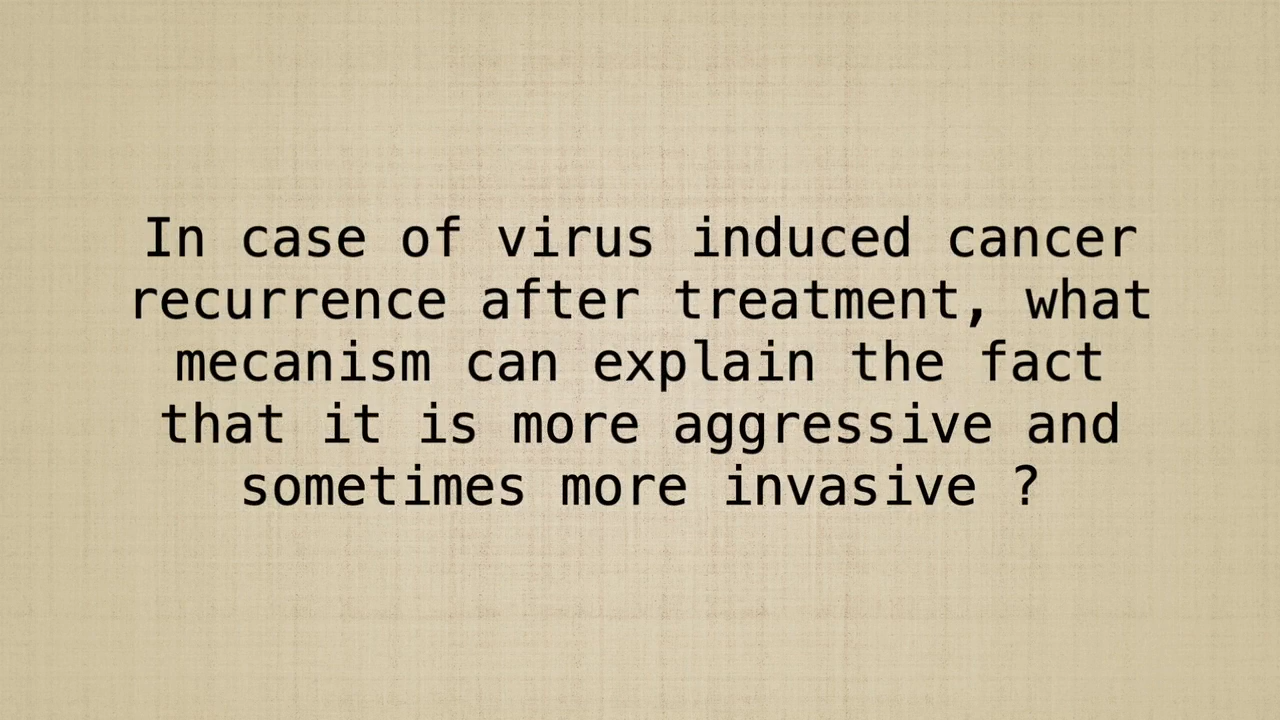 In case of virus induced cancer
recurrence after treatment, what
mecanism can explain the fact
that it is more aggressive and
sometimes more invasive ?